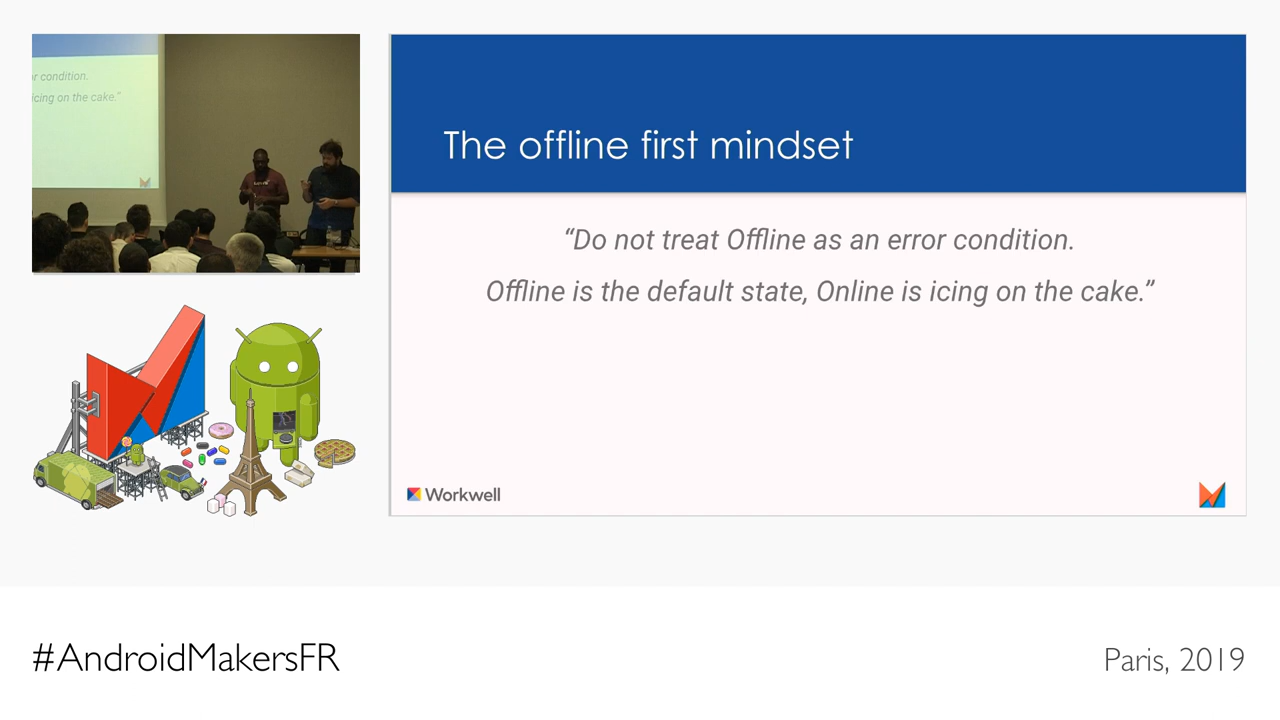 or condition.
icing on the cake.”
The offline first mindset
“Do not treat Offline as an error condition.
Offline is the default state, Online is icing on the cake.”
Workwell
#AndroidMakersFR
Paris, 2019